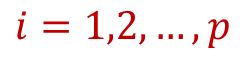 i = 1,2, … , p